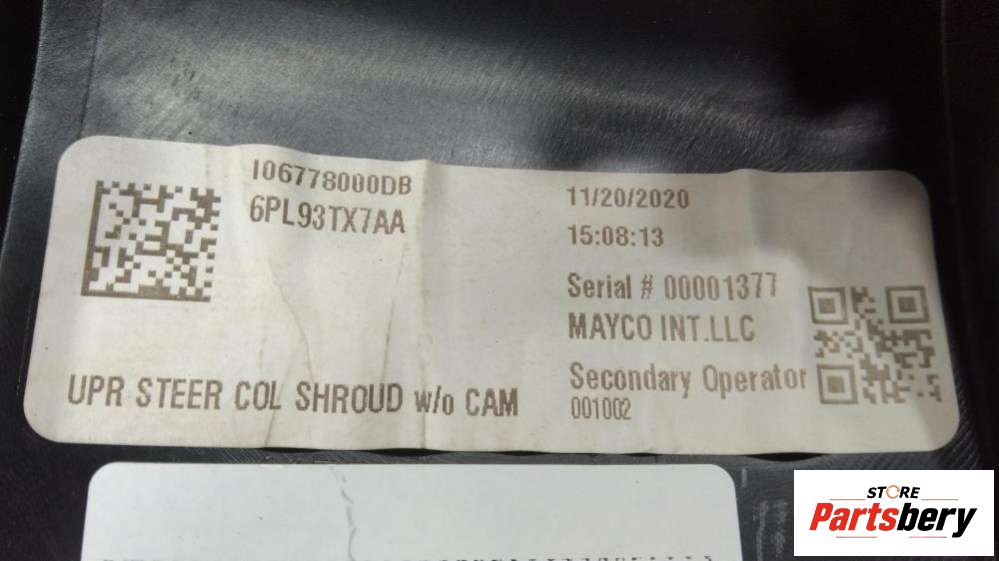 I06778000DB
6PL93TX7AA
11/20/2020
15:08:13
Serial # 00001377
MAYCO INT.LLC
UPR STEER COL SHROUD w/o CAM
Secondary Operator
001002
STORE
Partsbery